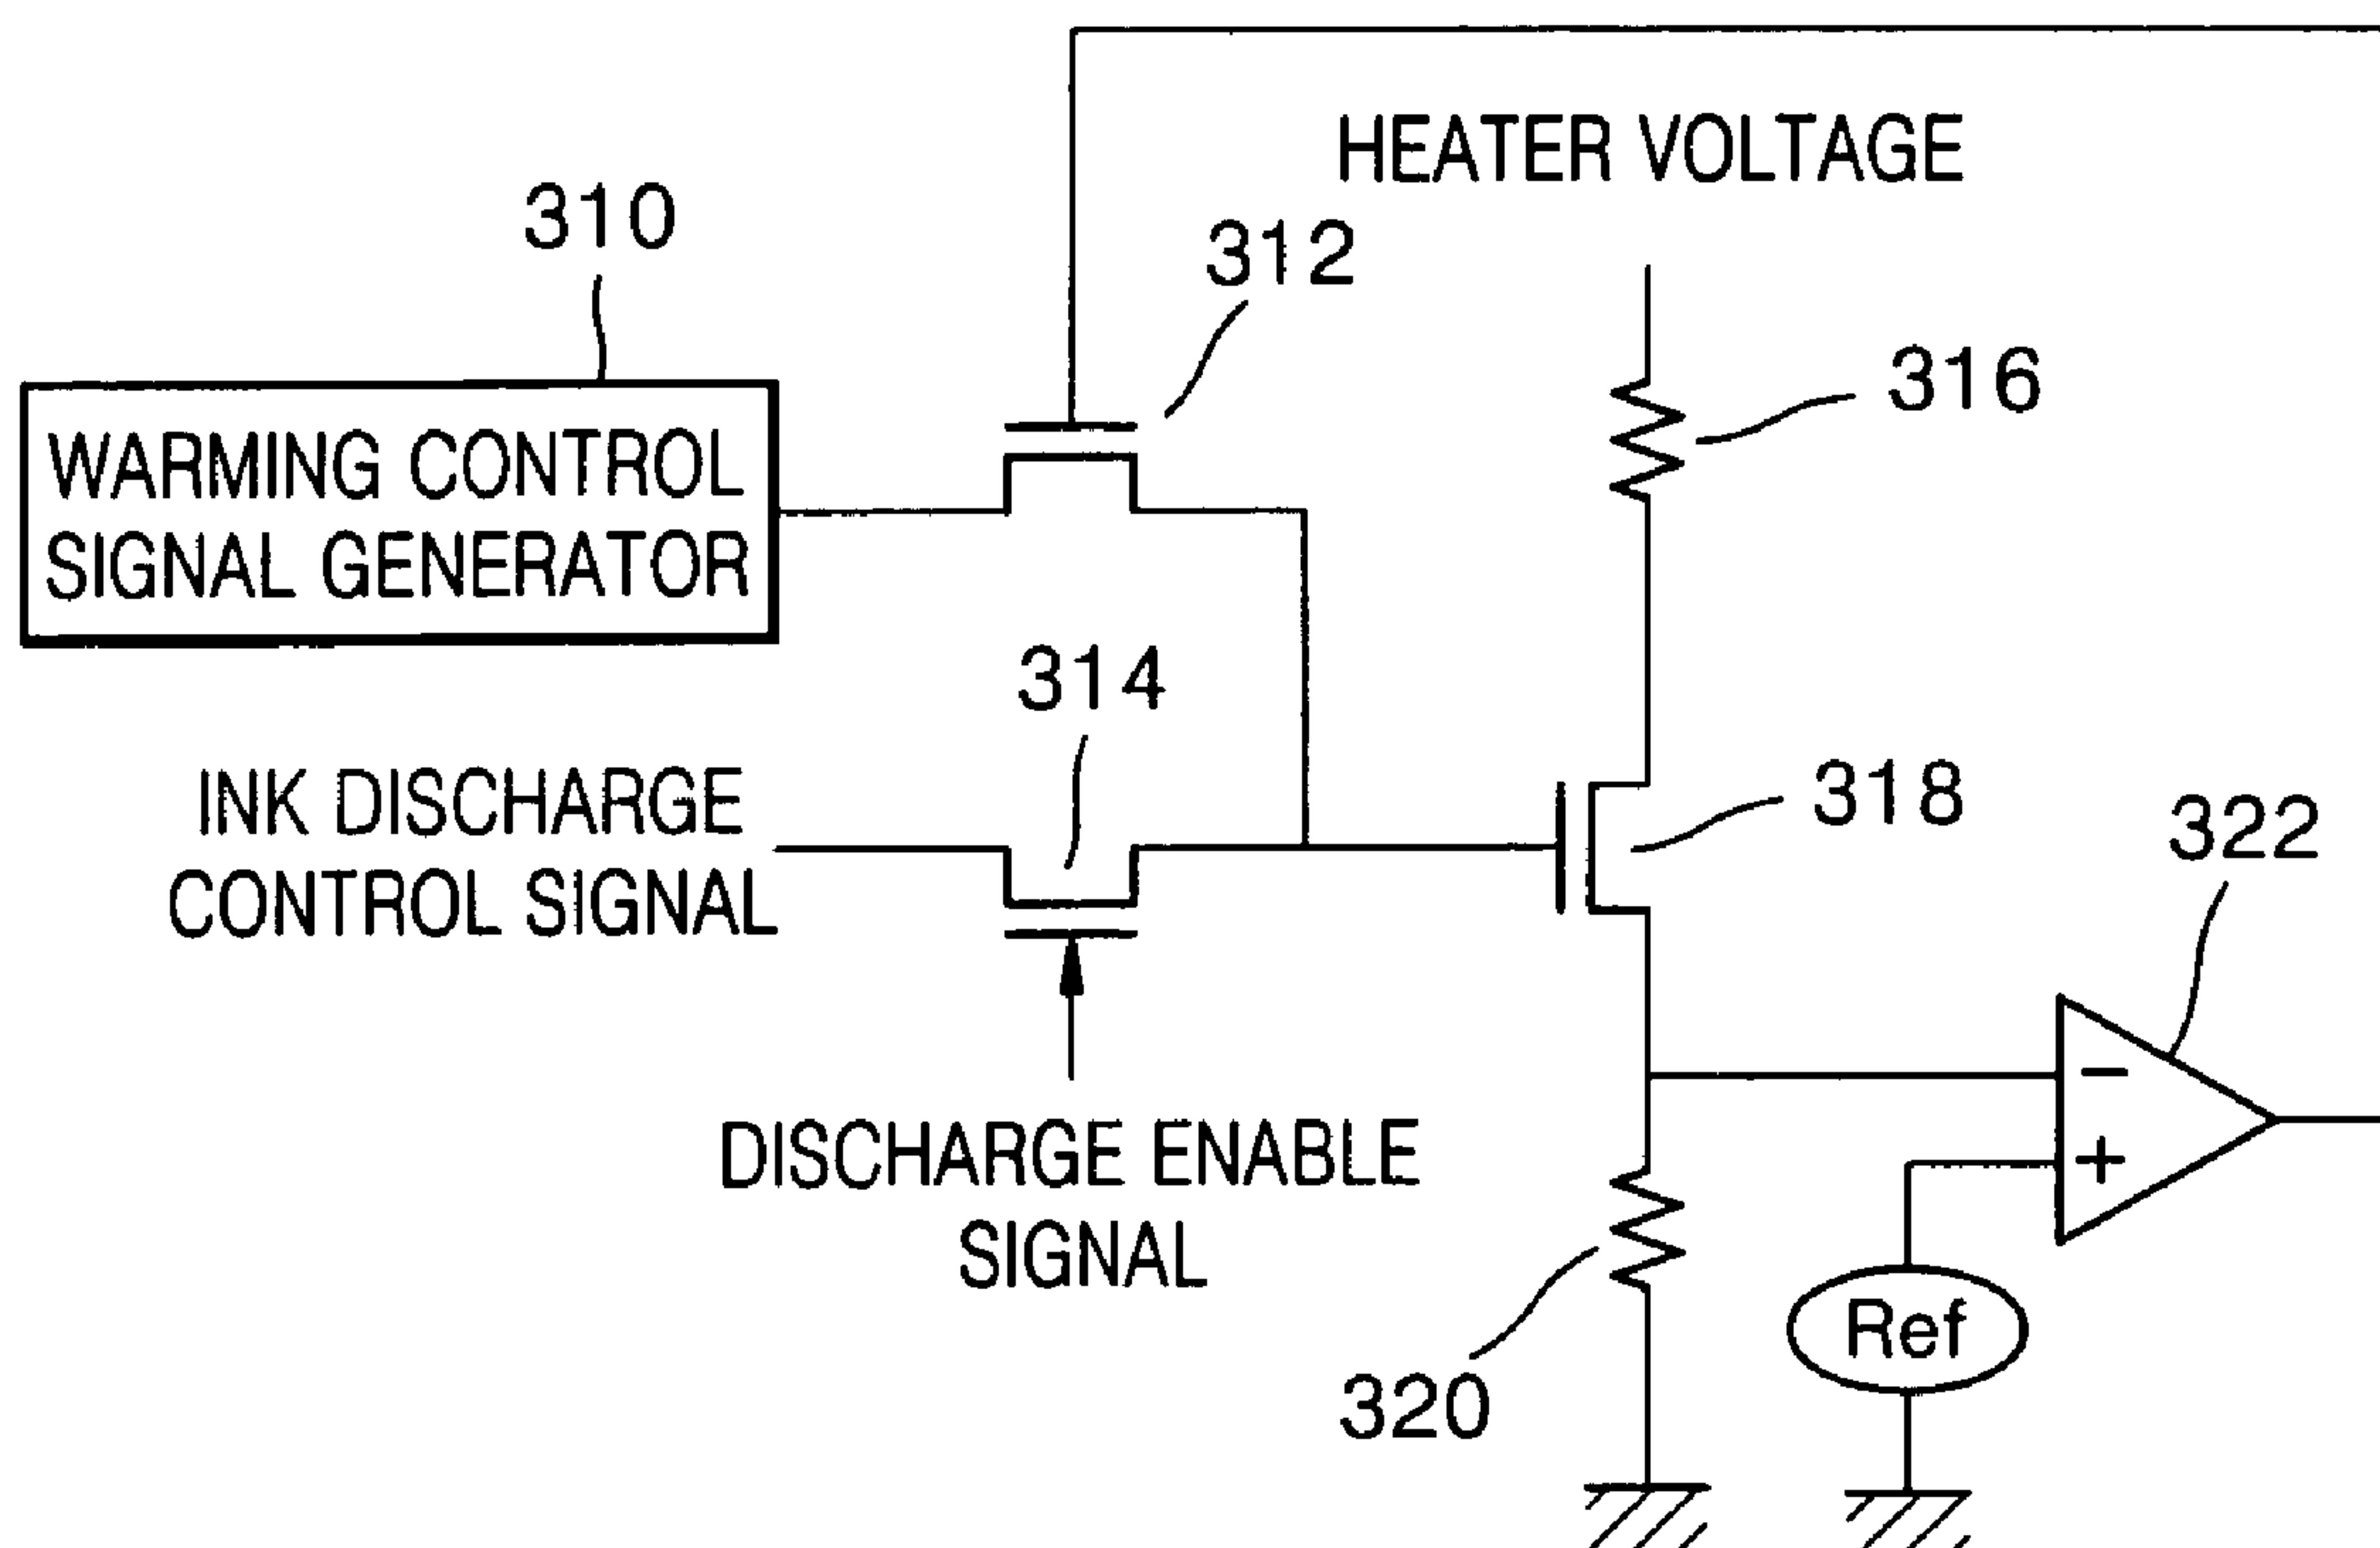 HEATER VOLTAGE
310
312
316
WARMING CONTROL
SIGNAL GENERATOR
314
INK DISCHARGE
CONTROL SIGNAL
318
322
DISCHARGE ENABLE
SIGNAL
−
+
Ref
320